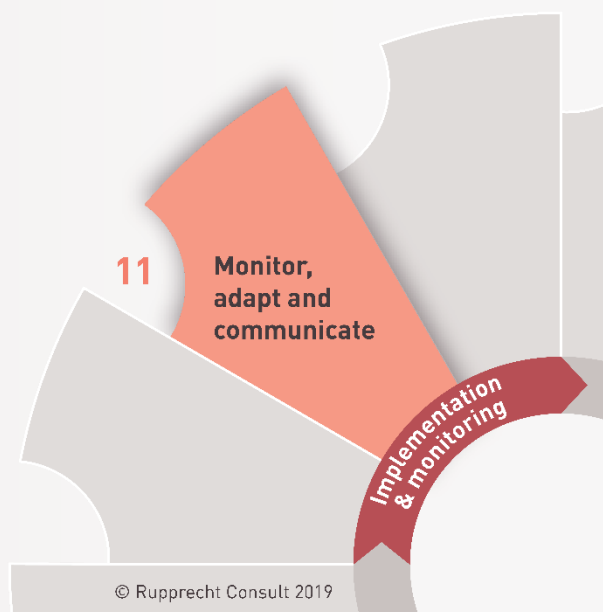 11
Monitor,
adapt and
communicate
Implementation
& monitoring
© Rupprecht Consult 2019